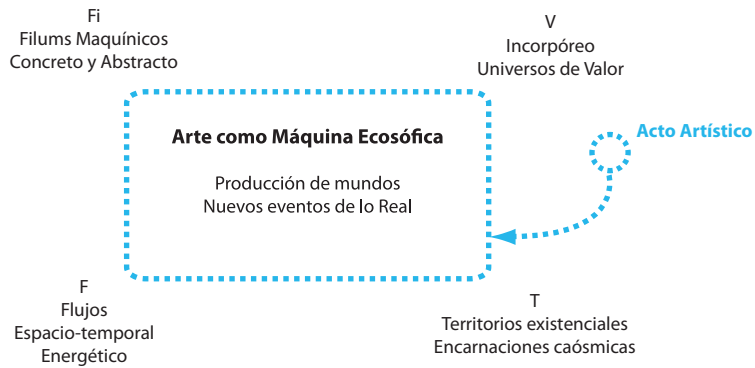 Fi
Filums Maquínicos
Concreto y Abstracto
V
Incorpóreo
Universos de Valor
Arte como Máquina Ecosófica
Producción de mundos
Nuevos eventos de lo Real
Acto Artístico
F
Flujos
Espacio-temporal
Energético
T
Territorios existenciales
Encarnaciones caósmicas